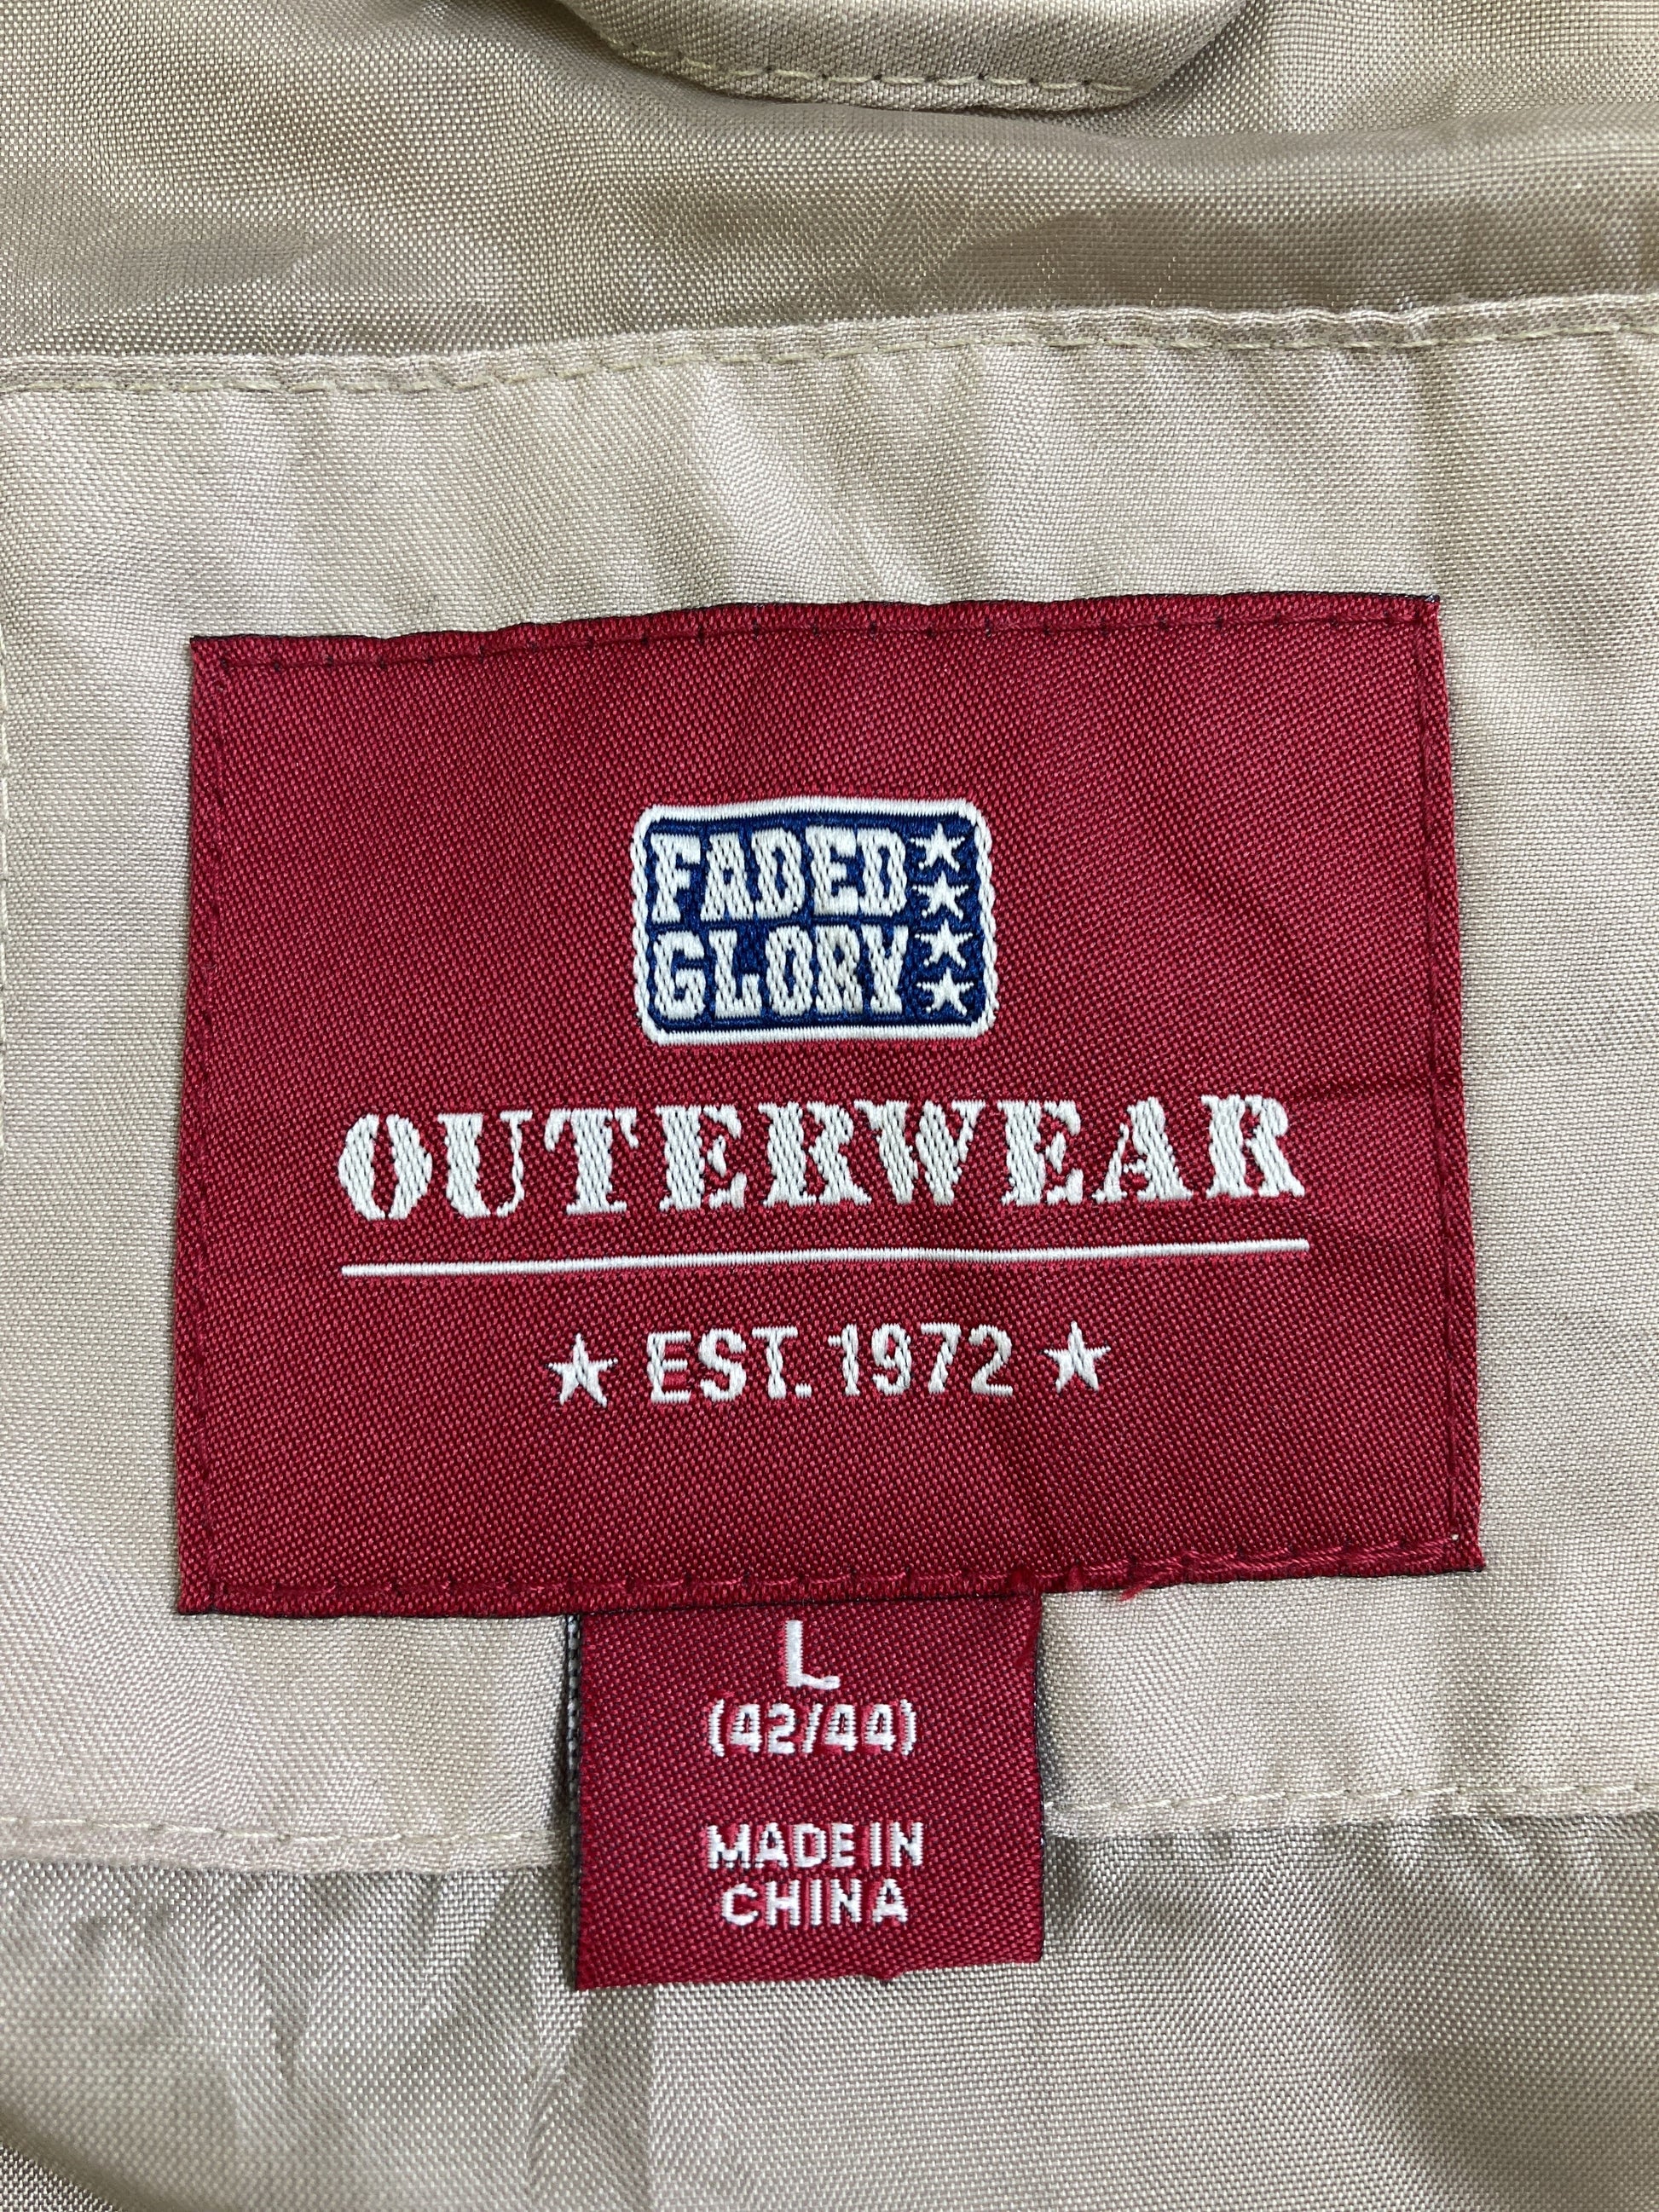 FADED
GLORY
OUTERWEAR
EST. 1972
L
(42/44)
MADE IN
CHINA